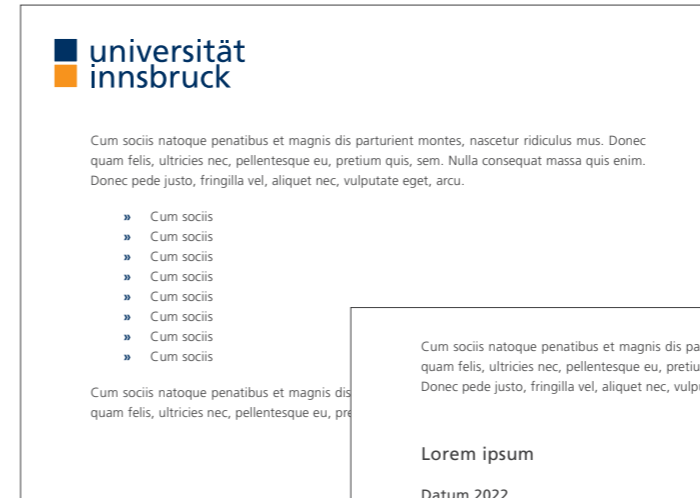 universität
innsbruck
Cum sociis natoque penatibus et magnis dis parturient montes, nascetur ridiculus mus. Donec
quam felis, ultricies nec, pellentesque eu, pretium quis, sem. Nulla consequat massa quis enim.
Donec pede justo, fringilla vel, aliquet nec, vulputate eget, arcu.
» Cum sociis
» Cum sociis
» Cum sociis
» Cum sociis
» Cum sociis
» Cum sociis
» Cum sociis
» Cum sociis
Cum sociis natoque penatibus et magnis dis
quam felis, ultricies nec, pellentesque eu,
Cum sociis natoque penatibus et magnis dis
quam felis, ultricies nec, pellentesque eu,
Donec pede justo, fringilla vel, aliquet nec,
Lorem ipsum
Datum 2022